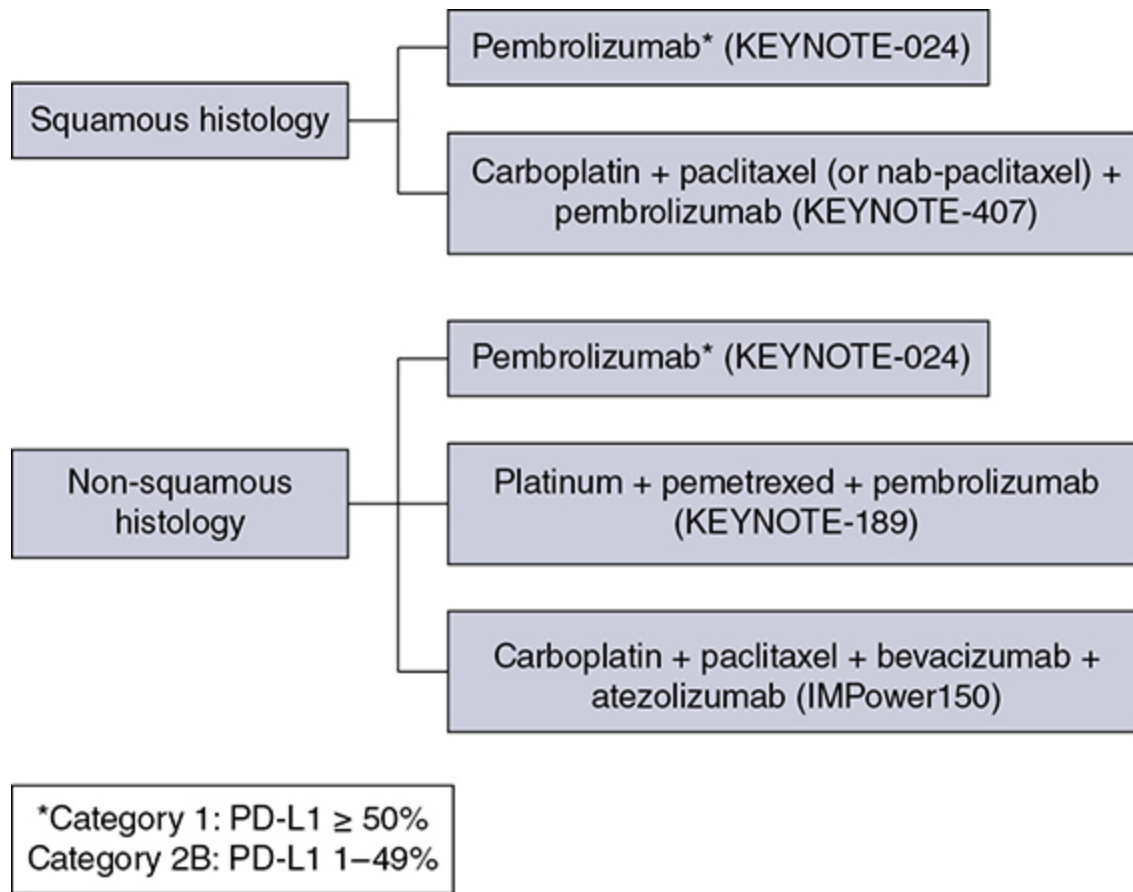 Pembrolizumab* (KEYNOTE-024)
Squamous histology
Carboplatin + paclitaxel (or nab-paclitaxel) +
pembrolizumab (KEYNOTE-407)
Pembrolizumab* (KEYNOTE-024)
Non-squamous
histology
Platinum + pemetrexed + pembrolizumab
(KEYNOTE-189)
Carboplatin + paclitaxel + bevacizumab +
atezolizumab (IMPower150)
*Category 1: PD-L1 ≥ 50%
Category 2B: PD-L1 1–49%